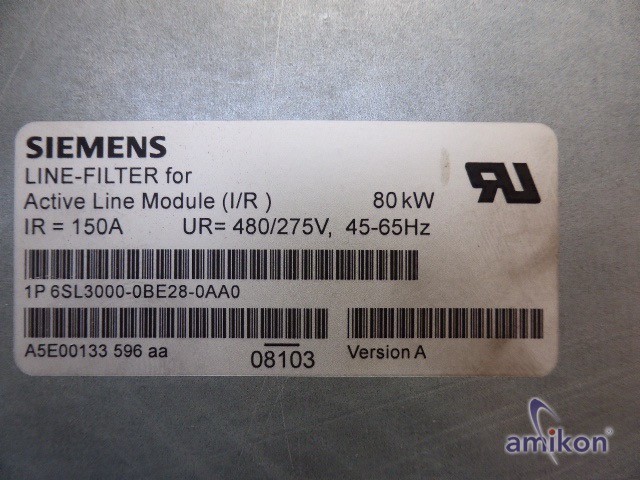 SIEMENS
LINE-FILTER for
Active Line Module (I/R ) 80 kW
IR = 150A UR= 480/275V, 45-65Hz
1P 6SL3000-0BE28-0AA0
A5E00133 596 aa 08103 Version A
amikon